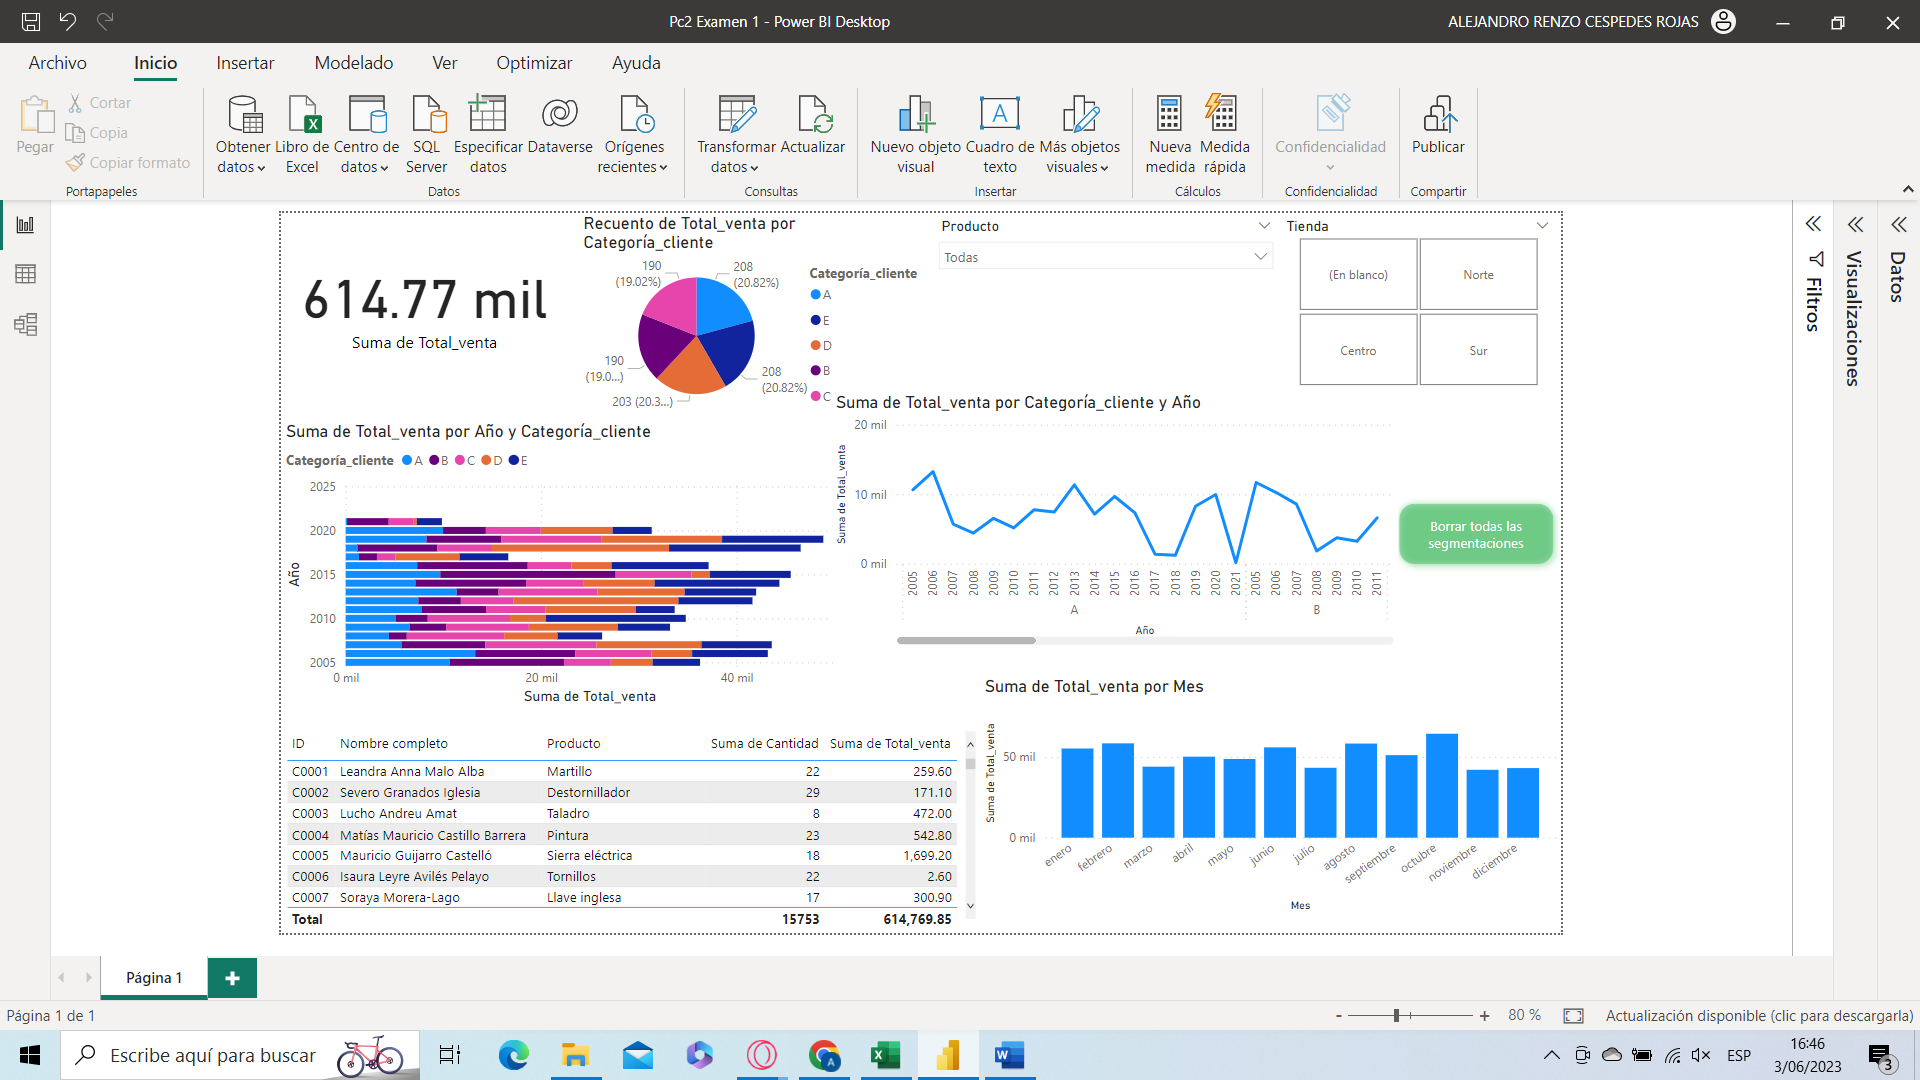 Pc2 Examen 1 - Power BI Desktop
ALEJANDRO RENZO CESPEDES ROJAS
Archivo
Inicio
Insertar
Modelado
Ver
Optimizar
Ayuda
Pegar
Cortar
Copia
Copiar formato
Portapapeles
Obtener datos
Libro de Excel
Centro de datos
SQL Server
Especificar datos
Dataverse
Orígenes recientes
Datos
Transformar datos
Actualizar
Consultas
Nuevo objeto visual
Cuadro de texto
Más objetos visuales
Insertar
Nueva medida
Medida rápida
Cálculos
Confidencialidad
Confidencialidad
Publicar
Compartir
614.77 mil
Suma de Total_venta
Recuento de Total_venta por
Categoría_cliente
190
(19.02%)
208
(20.82%)
190
(19.0...)
208
(20.82%)
203 (20.3...)
Categoría_cliente
A
E
D
B
C
Producto
Todas
Tienda
(En blanco)
Norte
Centro
Sur
Filtros
Visualizaciones
Datos
Suma de Total_venta por Año y Categoría_cliente
Categoría_cliente A B C D E
2025
2020
2015
2010
2005
Año
0 mil 20 mil 40 mil
Suma de Total_venta
Suma de Total_venta por Categoría_cliente y Año
20 mil
10 mil
0 mil
Suma de Total_venta
2005 2006 2007 2008 2009 2010 2011 2012 2013 2014 2015 2016 2017 2018 2019 2020 2021 2005 2006 2007 2008 2009 2010 2011
A B
Año
Borrar todas las
segmentaciones
Suma de Total_venta por Mes
Suma de Total_venta
50 mil
0 mil
enero febrero marzo abril mayo junio julio agosto septiembre octubre noviembre diciembre
Mes
ID Nombre completo Producto Suma de Cantidad Suma de Total_venta
C0001 Leandra Anna Malo Alba Martillo 22 259.60
C0002 Severo Granados Iglesia Destornillador 29 171.10
C0003 Lucho Andreu Amat Taladro 8 472.00
C0004 Matías Mauricio Castillo Barrera Pintura 23 542.80
C0005 Mauricio Guijarro Castelló Sierra eléctrica 18 1,699.20
C0006 Isaura Leyre Avilés Pelayo Tornillos 22 2.60
C0007 Soraya Morera-Lago Llave inglesa 17 300.90
Total 15753 614,769.85
Página 1
Página 1 de 1
80 %
Actualización disponible (clic para descargarla)
Escribe aquí para buscar
ESP
16:46
3/06/2023
3